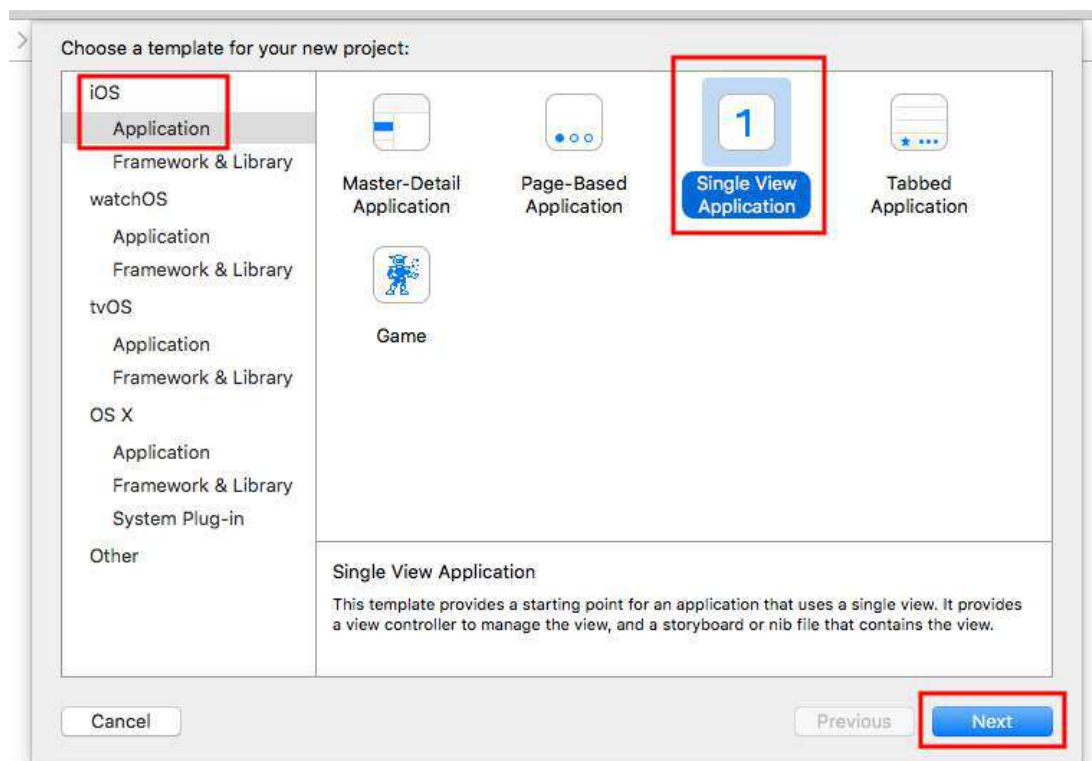 Choose a template for your new project:
iOS
Application
Framework & Library
watchOS
Application
Framework & Library
tvOS
Application
Framework & Library
OS X
Application
Framework & Library
System Plug-in
Other
Master-Detail
Application
Page-Based
Application
1
Single View
Application
Tabbed
Application
Game
Single View Application
This template provides a starting point for an application that uses a single view. It provides
a view controller to manage the view, and a storyboard or nib file that contains the view.
Cancel
Previous
Next